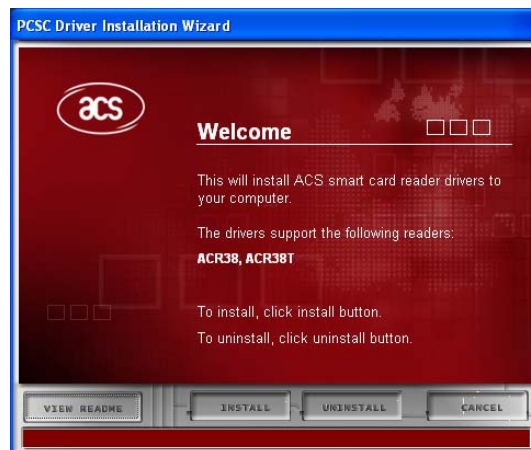 PCSC Driver Installation Wizard
acs
Welcome
This will install ACS smart card reader drivers to
your computer.
The drivers support the following readers:
ACR38, ACR38T
To install, click install button.
To uninstall, click uninstall button.
VIEW README
INSTALL
UNINSTALL
CANCEL